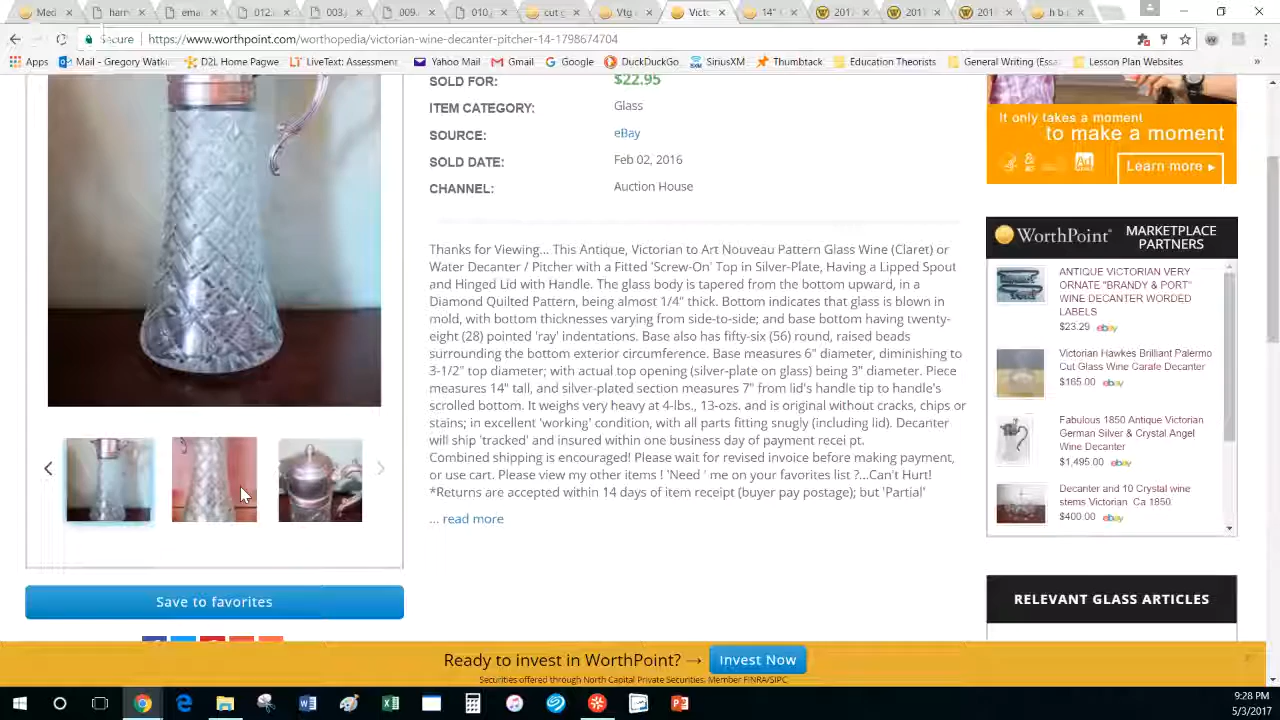 Med
harr
ema
012.
003
009.
010.
cut g
Vtg
Victo
14"
201
201
201
h b
Secure https://www.worthpoint.com/worthopedia/victorian-wine-decanter-pitcher-14-1798674704
Apps Mail - Gregory Watki D2L Home Pagwe LiveText: Assessment Yahoo Mail Gmail Google DuckDuckGo SiriusXM Thumbtack Education Theorists General Writing (Essa Lesson Plan Websites »
SOLD FOR: $22.95
ITEM CATEGORY: Glass
SOURCE: eBay
SOLD DATE: Feb 02, 2016
CHANNEL: Auction House
Thanks for Viewing... This Antique, Victorian to Art Nouveau Pattern Glass Wine (Claret) or
Water Decanter / Pitcher with a Fitted 'Screw-On' Top in Silver-Plate, Having a Lipped Spout
and Hinged Lid with Handle. The glass body is tapered from the bottom upward, in a
Diamond Quilted Pattern, being almost 1/4" thick. Bottom indicates that glass is blown in
mold, with bottom thicknesses varying from side-to-side; and base bottom having twenty-
eight (28) pointed 'ray' indentations. Base also has fifty-six (56) round, raised beads
surrounding the bottom exterior circumference. Base measures 6" diameter, diminishing to
3-1/2" top diameter; with actual top opening (silver-plate on glass) being 3" diameter. Piece
measures 14" tall, and silver-plated section measures 7" from lid's handle tip to handle's
scrolled bottom. It weighs very heavy at 4-lbs., 13-ozs. and is original without cracks, chips or
stains; in excellent 'working' condition, with all parts fitting snugly (including lid). Decanter
will ship 'tracked' and insured within one business day of payment recei pt.
Combined shipping is encouraged! Please wait for revised invoice before making payment,
or use cart. Please view my other items ! 'Need ' me on your favorites list ?...Can't Hurt!
*Returns are accepted within 14 days of item receipt (buyer pay postage); but 'Partial'
... read more
Save to favorites
It only takes a moment
to make a moment
Ad
Learn more ▸
WorthPoint® MARKETPLACE
PARTNERS
ANTIQUE VICTORIAN VERY
ORNATE "BRANDY & PORT"
WINE DECANTER WORDED
LABELS
$23.29 ebay
Victorian Hawkes Brilliant Palermo
Cut Glass Wine Carafe Decanter
$165.00 ebay
Fabulous 1850 Antique Victorian
German Silver & Crystal Angel
Wine Decanter
$1,495.00 ebay
Decanter and 10 Crystal wine
stems Victorian Ca 1850
$400.00 ebay
RELEVANT GLASS ARTICLES
Ready to invest in WorthPoint? → Invest Now
Securities offered through North Capital Private Securities, Member FINRA/SIPC.
9:28 PM
5/3/2017